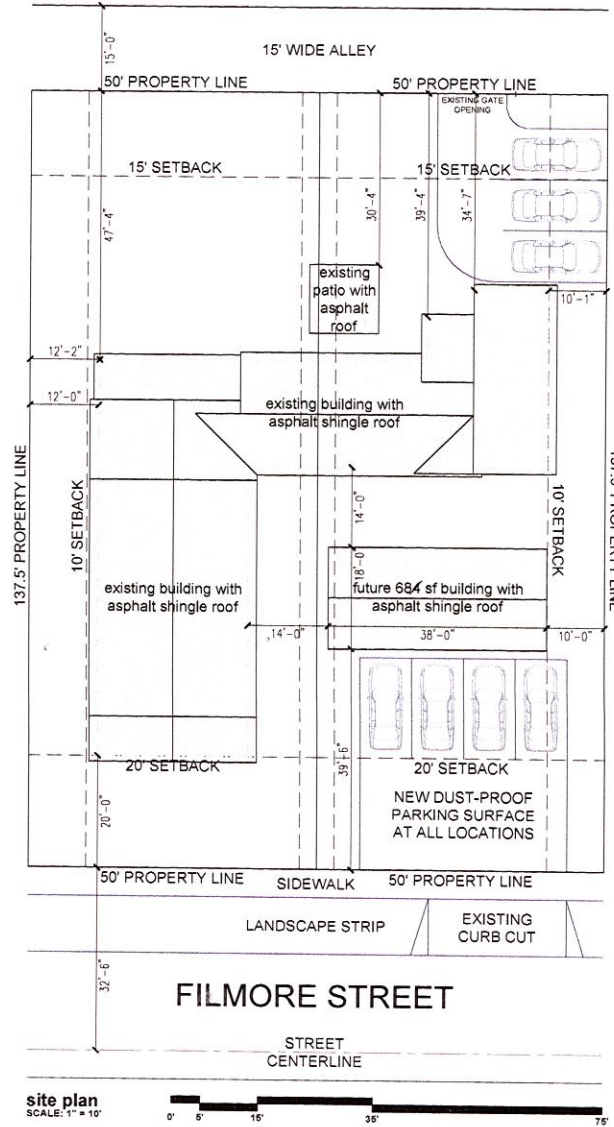 15'-0"
15' WIDE ALLEY
50' PROPERTY LINE
50' PROPERTY LINE
EXISTING GATE
OPENING
15' SETBACK
15' SETBACK
47'-4"
30'-4"
39'-4"
34'-7"
10'-1"
existing
patio with
asphalt
roof
12'-2"
12'-0"
existing building with
asphalt shingle roof
137.5' PROPERTY LINE
10' SETBACK
10' SETBACK
PROPERTY LINE
14'-0"
18'-0"
existing building with
asphalt shingle roof
future 684 sf building with
asphalt shingle roof
14'-0"
38'-0"
10'-0"
39'-6"
20' SETBACK
20' SETBACK
20'-0"
NEW DUST-PROOF
PARKING SURFACE
AT ALL LOCATIONS
50' PROPERTY LINE
SIDEWALK
50' PROPERTY LINE
LANDSCAPE STRIP
EXISTING
CURB CUT
32'-6"
FILMORE STREET
STREET
CENTERLINE
site plan
SCALE: 1" = 10'
0' 5' 15' 35' 75'